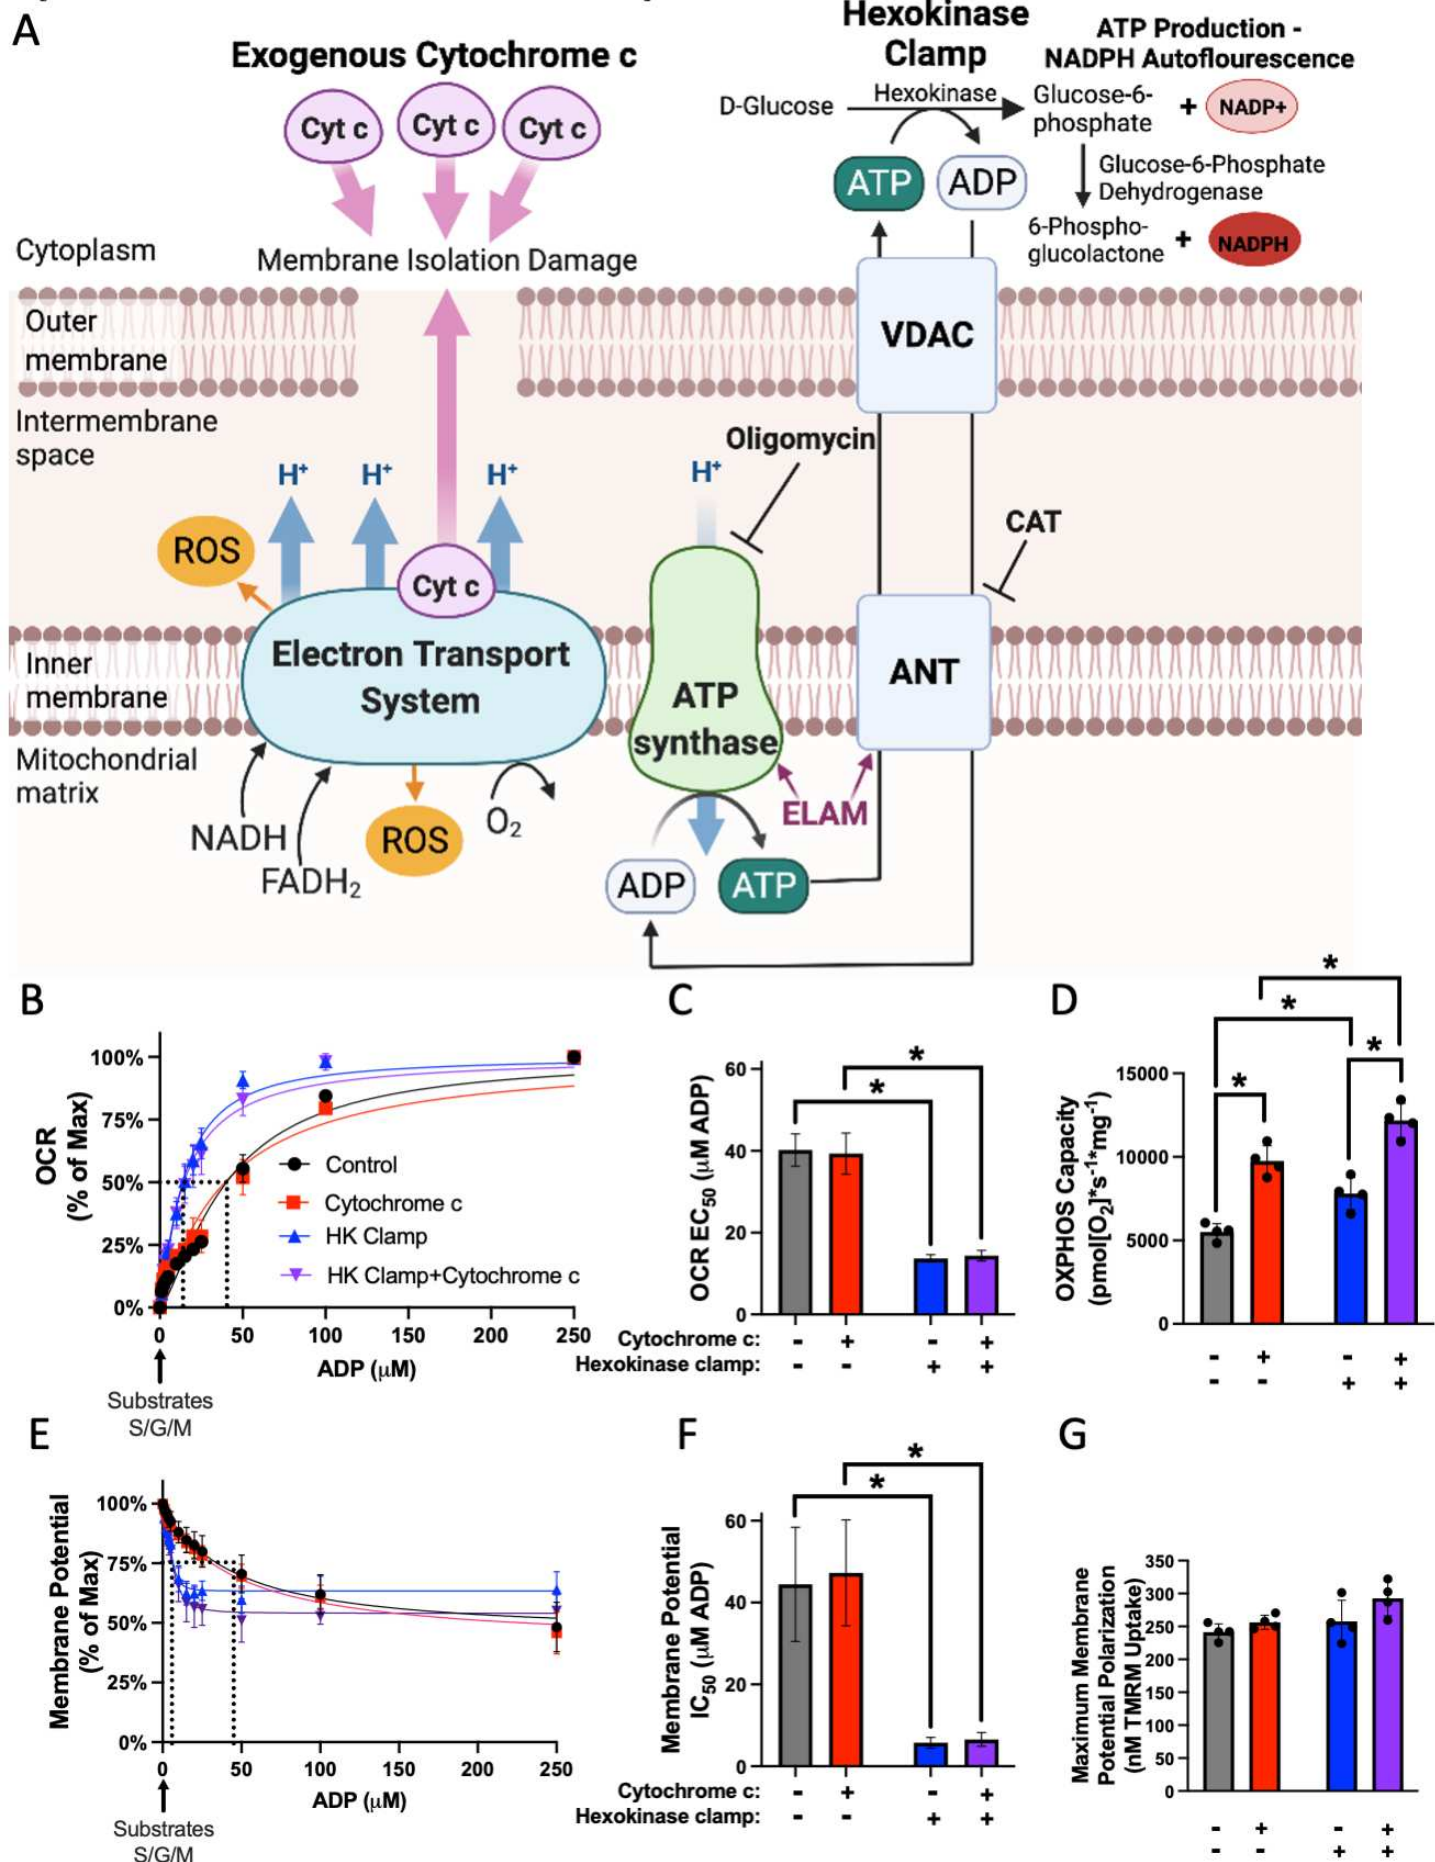 A
Exogenous Cytochrome c
Hexokinase
Clamp
ATP Production -
NADPH Autoflourescence
Cyt c
Cyt c
Cyt c
D-Glucose
Hexokinase
Glucose-6-
phosphate
+
NADP+
ATP
ADP
Glucose-6-Phosphate
Dehydrogenase
6-Phospho-
glucolactone
+
NADPH
Cytoplasm
Membrane Isolation Damage
Outer
membrane
VDAC
Intermembrane
space
Oligomycin
H+
H+
H+
H+
CAT
ROS
Cyt c
Electron Transport
System
Inner
membrane
ATP
synthase
ANT
Mitochondrial
matrix
NADH
FADH2
ROS
O2
ELAM
ADP
ATP
B
OCR
(% of Max)
100%
75%
50%
25%
0%
Control
Cytochrome c
HK Clamp
HK Clamp+Cytochrome c
0 50 100 150 200 250
ADP (μM)
Substrates
S/G/M
C
OCR EC50 (μM ADP)
60
40
20
0
*
*
Cytochrome c: - + - +
Hexokinase clamp: - - + +
D
OXPHOS Capacity
(pmol[O2]*s-1*mg-1)
15000
10000
5000
0
*
*
*
*
- + - +
- - + +
E
Membrane Potential
(% of Max)
100%
75%
50%
25%
0%
0 50 100 150 200 250
ADP (μM)
Substrates
S/G/M
F
Membrane Potential
IC50 (μM ADP)
60
40
20
0
*
*
Cytochrome c: - + - +
Hexokinase clamp: - - + +
G
Maximum Membrane
Potential Polarization
(nM TMRM Uptake)
350
300
250
200
150
100
50
0
- + - +
- - + +